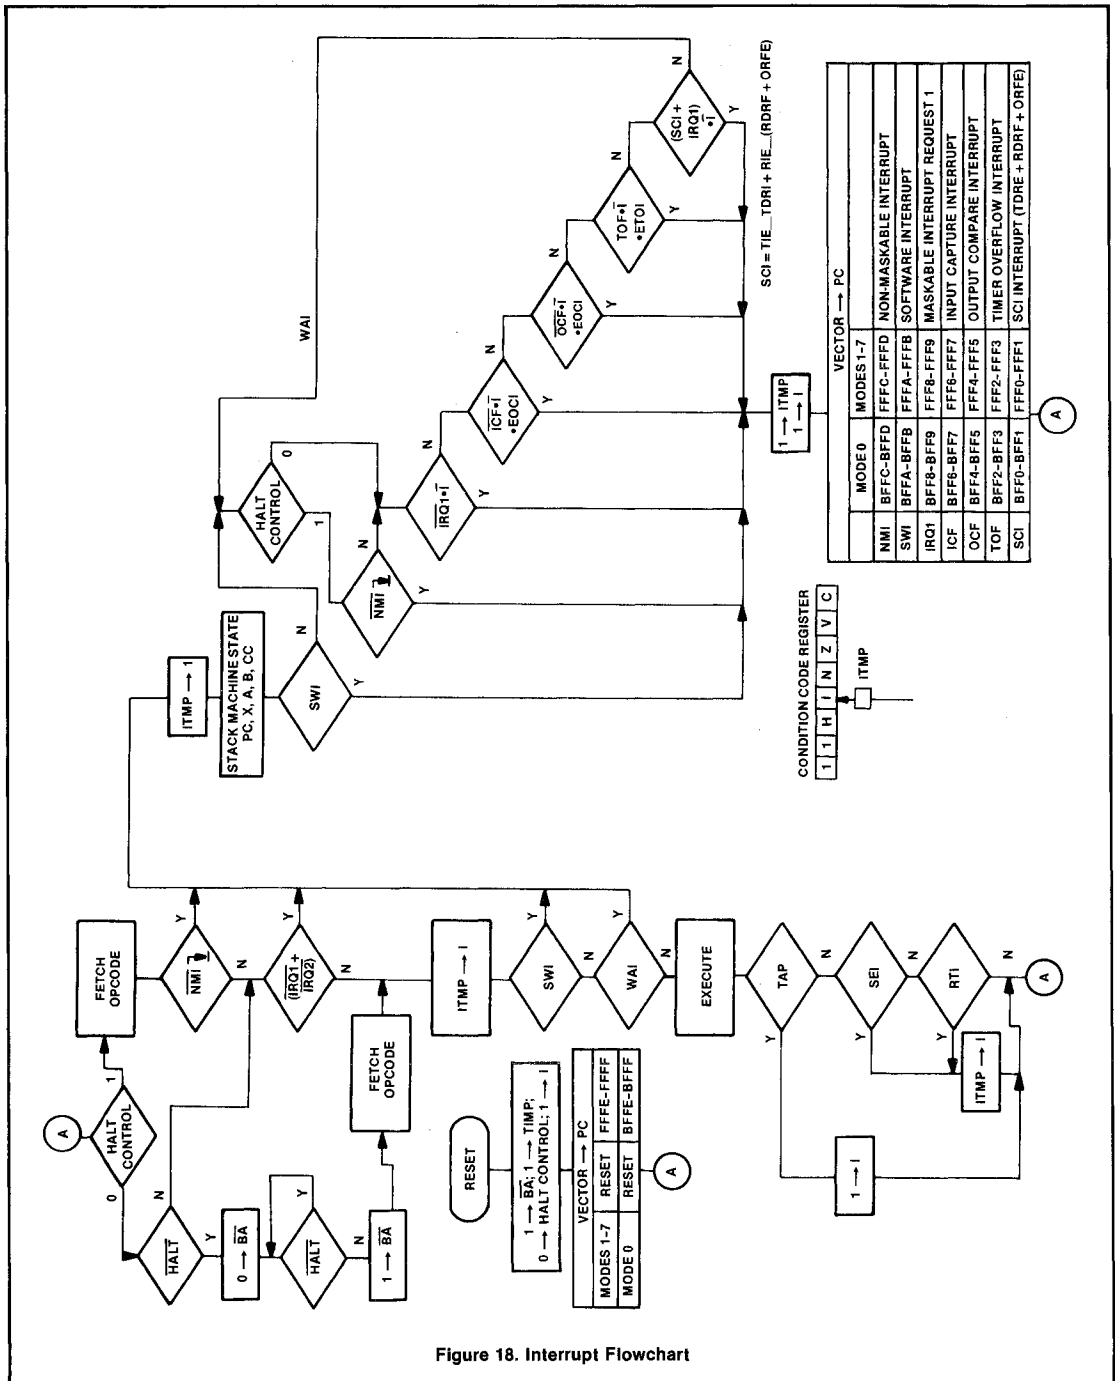 A
HALT
CONTROL
0
1
FETCH
OPCODE
HALT
N
Y
0 → BA
HALT
Y
N
1 → BA
FETCH
OPCODE
NMI
Y
N
(IRQ1 +
IRQ2)
Y
N
ITMP → I
SWI
Y
N
WAI
Y
N
EXECUTE
TAP
Y
N
SEI
Y
N
RTI
Y
N
ITMP → I
1 → I
A
RESET
1 → BA; 1 → TIMP;
0 → HALT CONTROL; 1 → I
VECTOR → PC
MODES 1-7 RESET FFFE-FFFF
MODE 0 RESET BFFE-BFFF
A
ITMP → 1
STACK MACHINE STATE
PC, X, A, B, CC
SWI
N
Y
HALT
CONTROL
0
1
WAI
NMI
N
Y
IRQ1•I
N
Y
ICF•I
•EOCI
N
Y
OCF•I
•EOCI
N
Y
TOF•I
•ETOI
N
Y
(SCI +
IRQ1)
•I
N
Y
SCI = TIE__TDRI + RIE__(RDRF + ORFE)
1 → ITMP
1 → I
CONDITION CODE REGISTER
1 1 H I N Z V C
ITMP
VECTOR → PC
MODE 0 MODES 1-7
NMI BFFC-BFFD FFFC-FFFD NON-MASKABLE INTERRUPT
SWI BFFA-BFFB FFFA-FFFB SOFTWARE INTERRUPT
IRQ1 BFF8-BFF9 FFF8-FFF9 MASKABLE INTERRUPT REQUEST 1
ICF BFF6-BFF7 FFF6-FFF7 INPUT CAPTURE INTERRUPT
OCF BFF4-BFF5 FFF4-FFF5 OUTPUT COMPARE INTERRUPT
TOF BFF2-BFF3 FFF2-FFF3 TIMER OVERFLOW INTERRUPT
SCI BFF0-BFF1 FFF0-FFF1 SCI INTERRUPT (TDRE + RDRF + ORFE)
A
Figure 18. Interrupt Flowchart